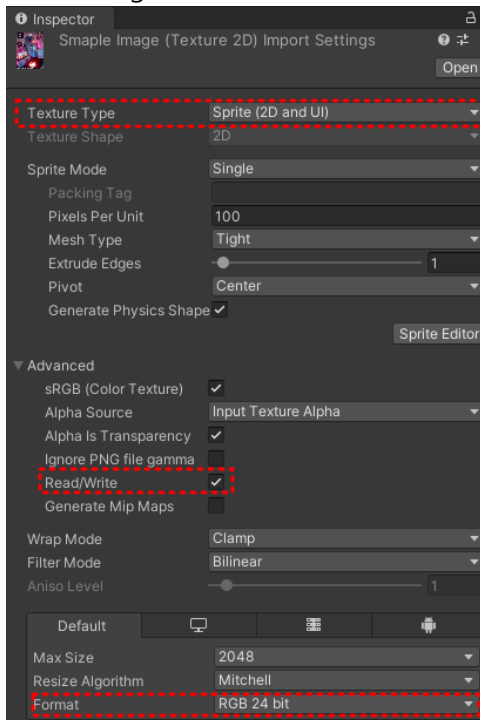 Inspector
Smaple Image (Texture 2D) Import Settings
Open
Texture Type Sprite (2D and UI)
Texture Shape 2D
Sprite Mode Single
Packing Tag
Pixels Per Unit 100
Mesh Type Tight
Extrude Edges 1
Pivot Center
Generate Physics Shape
Sprite Editor
Advanced
sRGB (Color Texture)
Alpha Source Input Texture Alpha
Alpha Is Transparency
Ignore PNG file gamma
Read/Write
Generate Mip Maps
Wrap Mode Clamp
Filter Mode Bilinear
Aniso Level 1
Default
Max Size 2048
Resize Algorithm Mitchell
Format RGB 24 bit